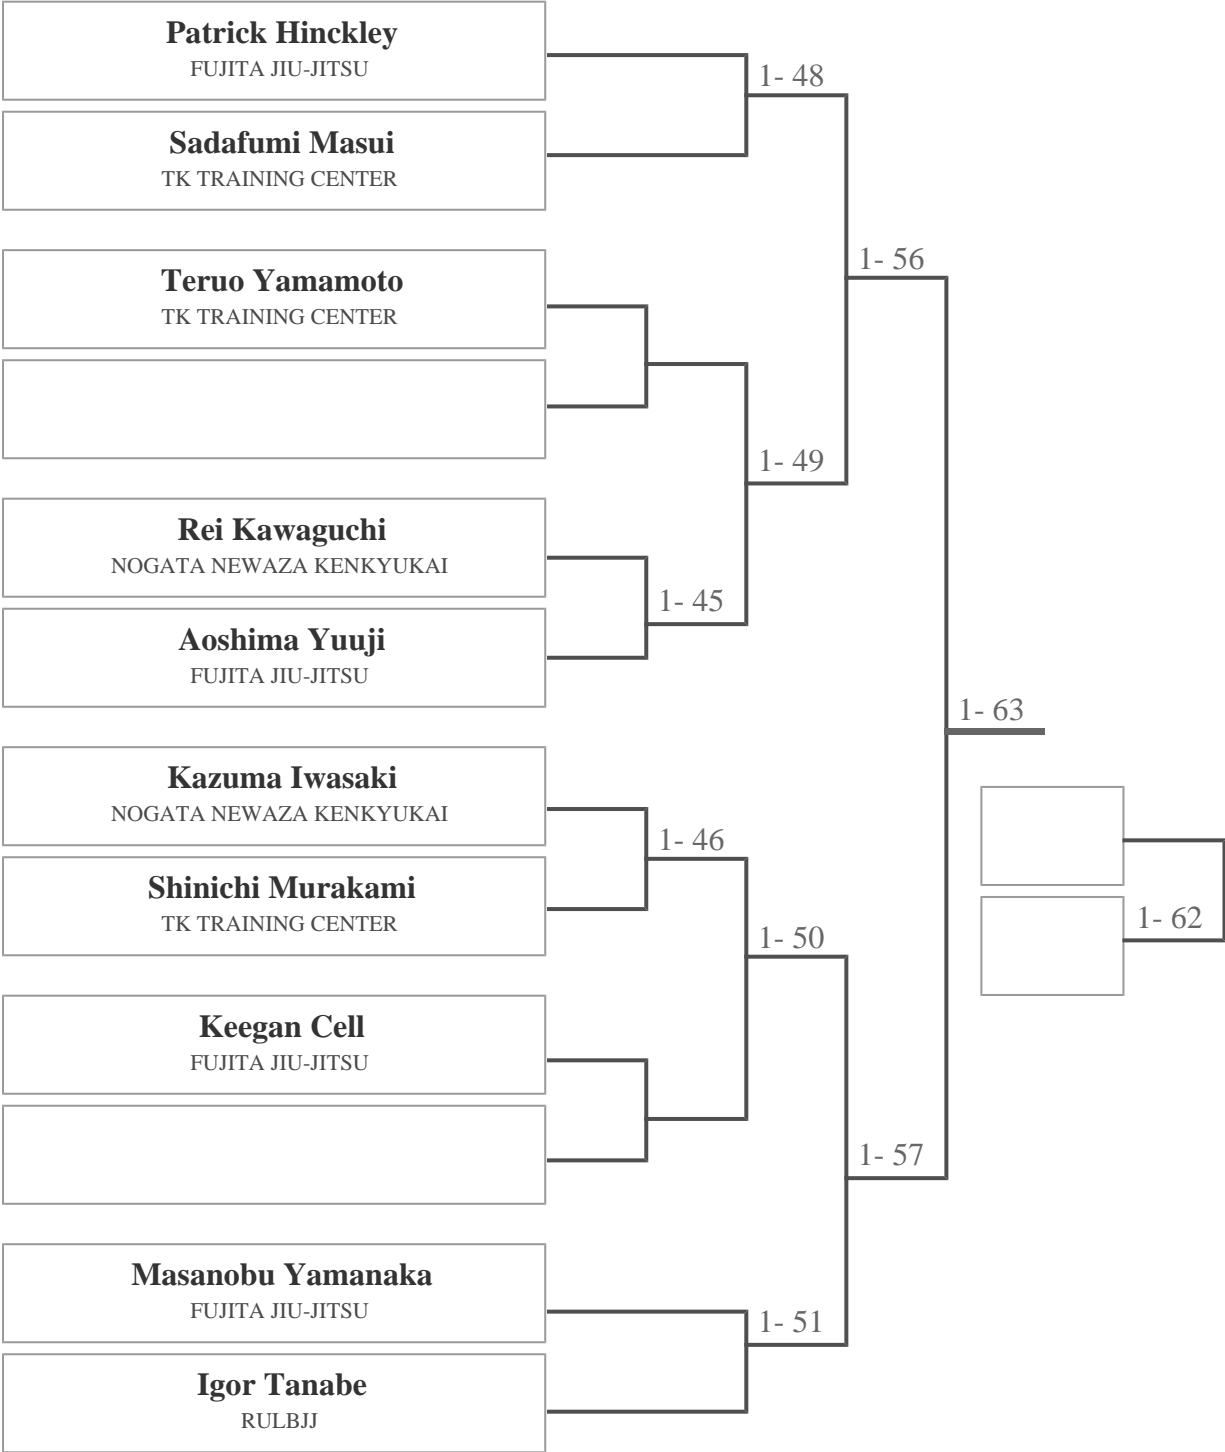 Patrick Hinckley
FUJITA JIU-JITSU
1- 48
Sadafumi Masui
TK TRAINING CENTER
1- 56
Teruo Yamamoto
TK TRAINING CENTER
1- 49
Rei Kawaguchi
NOGATA NEWAZA KENKYUKAI
1- 45
Aoshima Yuuji
FUJITA JIU-JITSU
1- 63
Kazuma Iwasaki
NOGATA NEWAZA KENKYUKAI
1- 46
Shinichi Murakami
TK TRAINING CENTER
1- 62
1- 50
Keegan Cell
FUJITA JIU-JITSU
1- 57
Masanobu Yamanaka
FUJITA JIU-JITSU
1- 51
Igor Tanabe
RULBJJ